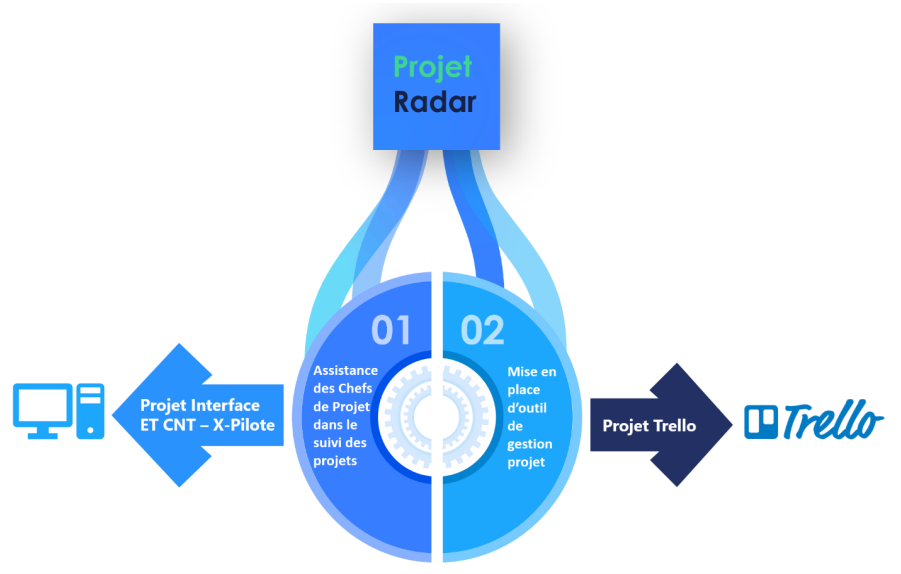 Projet
Radar
01
02
Assistance
des Chefs
de Projet
dans le
suivi des
projets
Mise en
place
d'outil
de
gestion
projet
Projet Interface
ET CNT – X-Pilote
Projet Trello
Trello